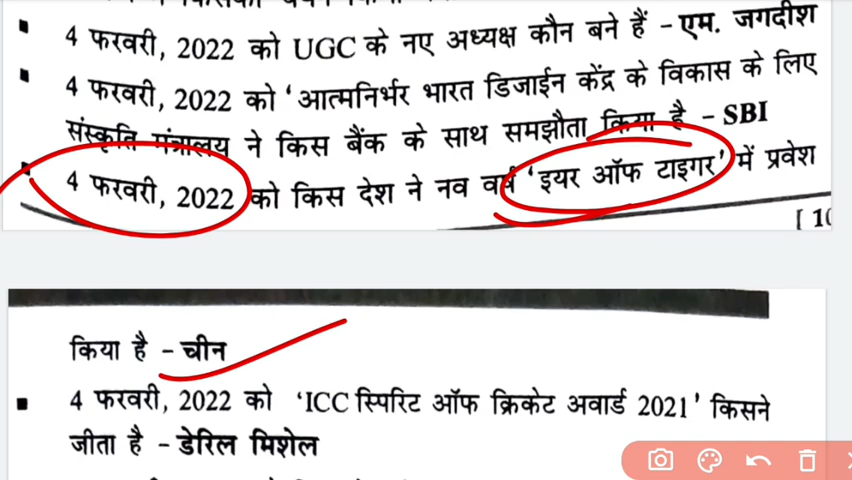 4 फरवरी, 2022 को UGC के नए अध्यक्ष कौन बने हैं - एम. जगदीश
4 फरवरी, 2022 को 'आत्मनिर्भर भारत डिजाईन केंद्र के विकास के लिए
संस्कृति मंत्रालय ने किस बैंक के साथ समझौता किया है - SBI
4 फरवरी, 2022 को किस देश ने नव वर्ष 'इयर ऑफ टाइगर' में प्रवेश
किया है - चीन
4 फरवरी, 2022 को 'ICC स्पिरिट ऑफ क्रिकेट अवार्ड 2021' किसने
जीता है - डेरिल मिशेल